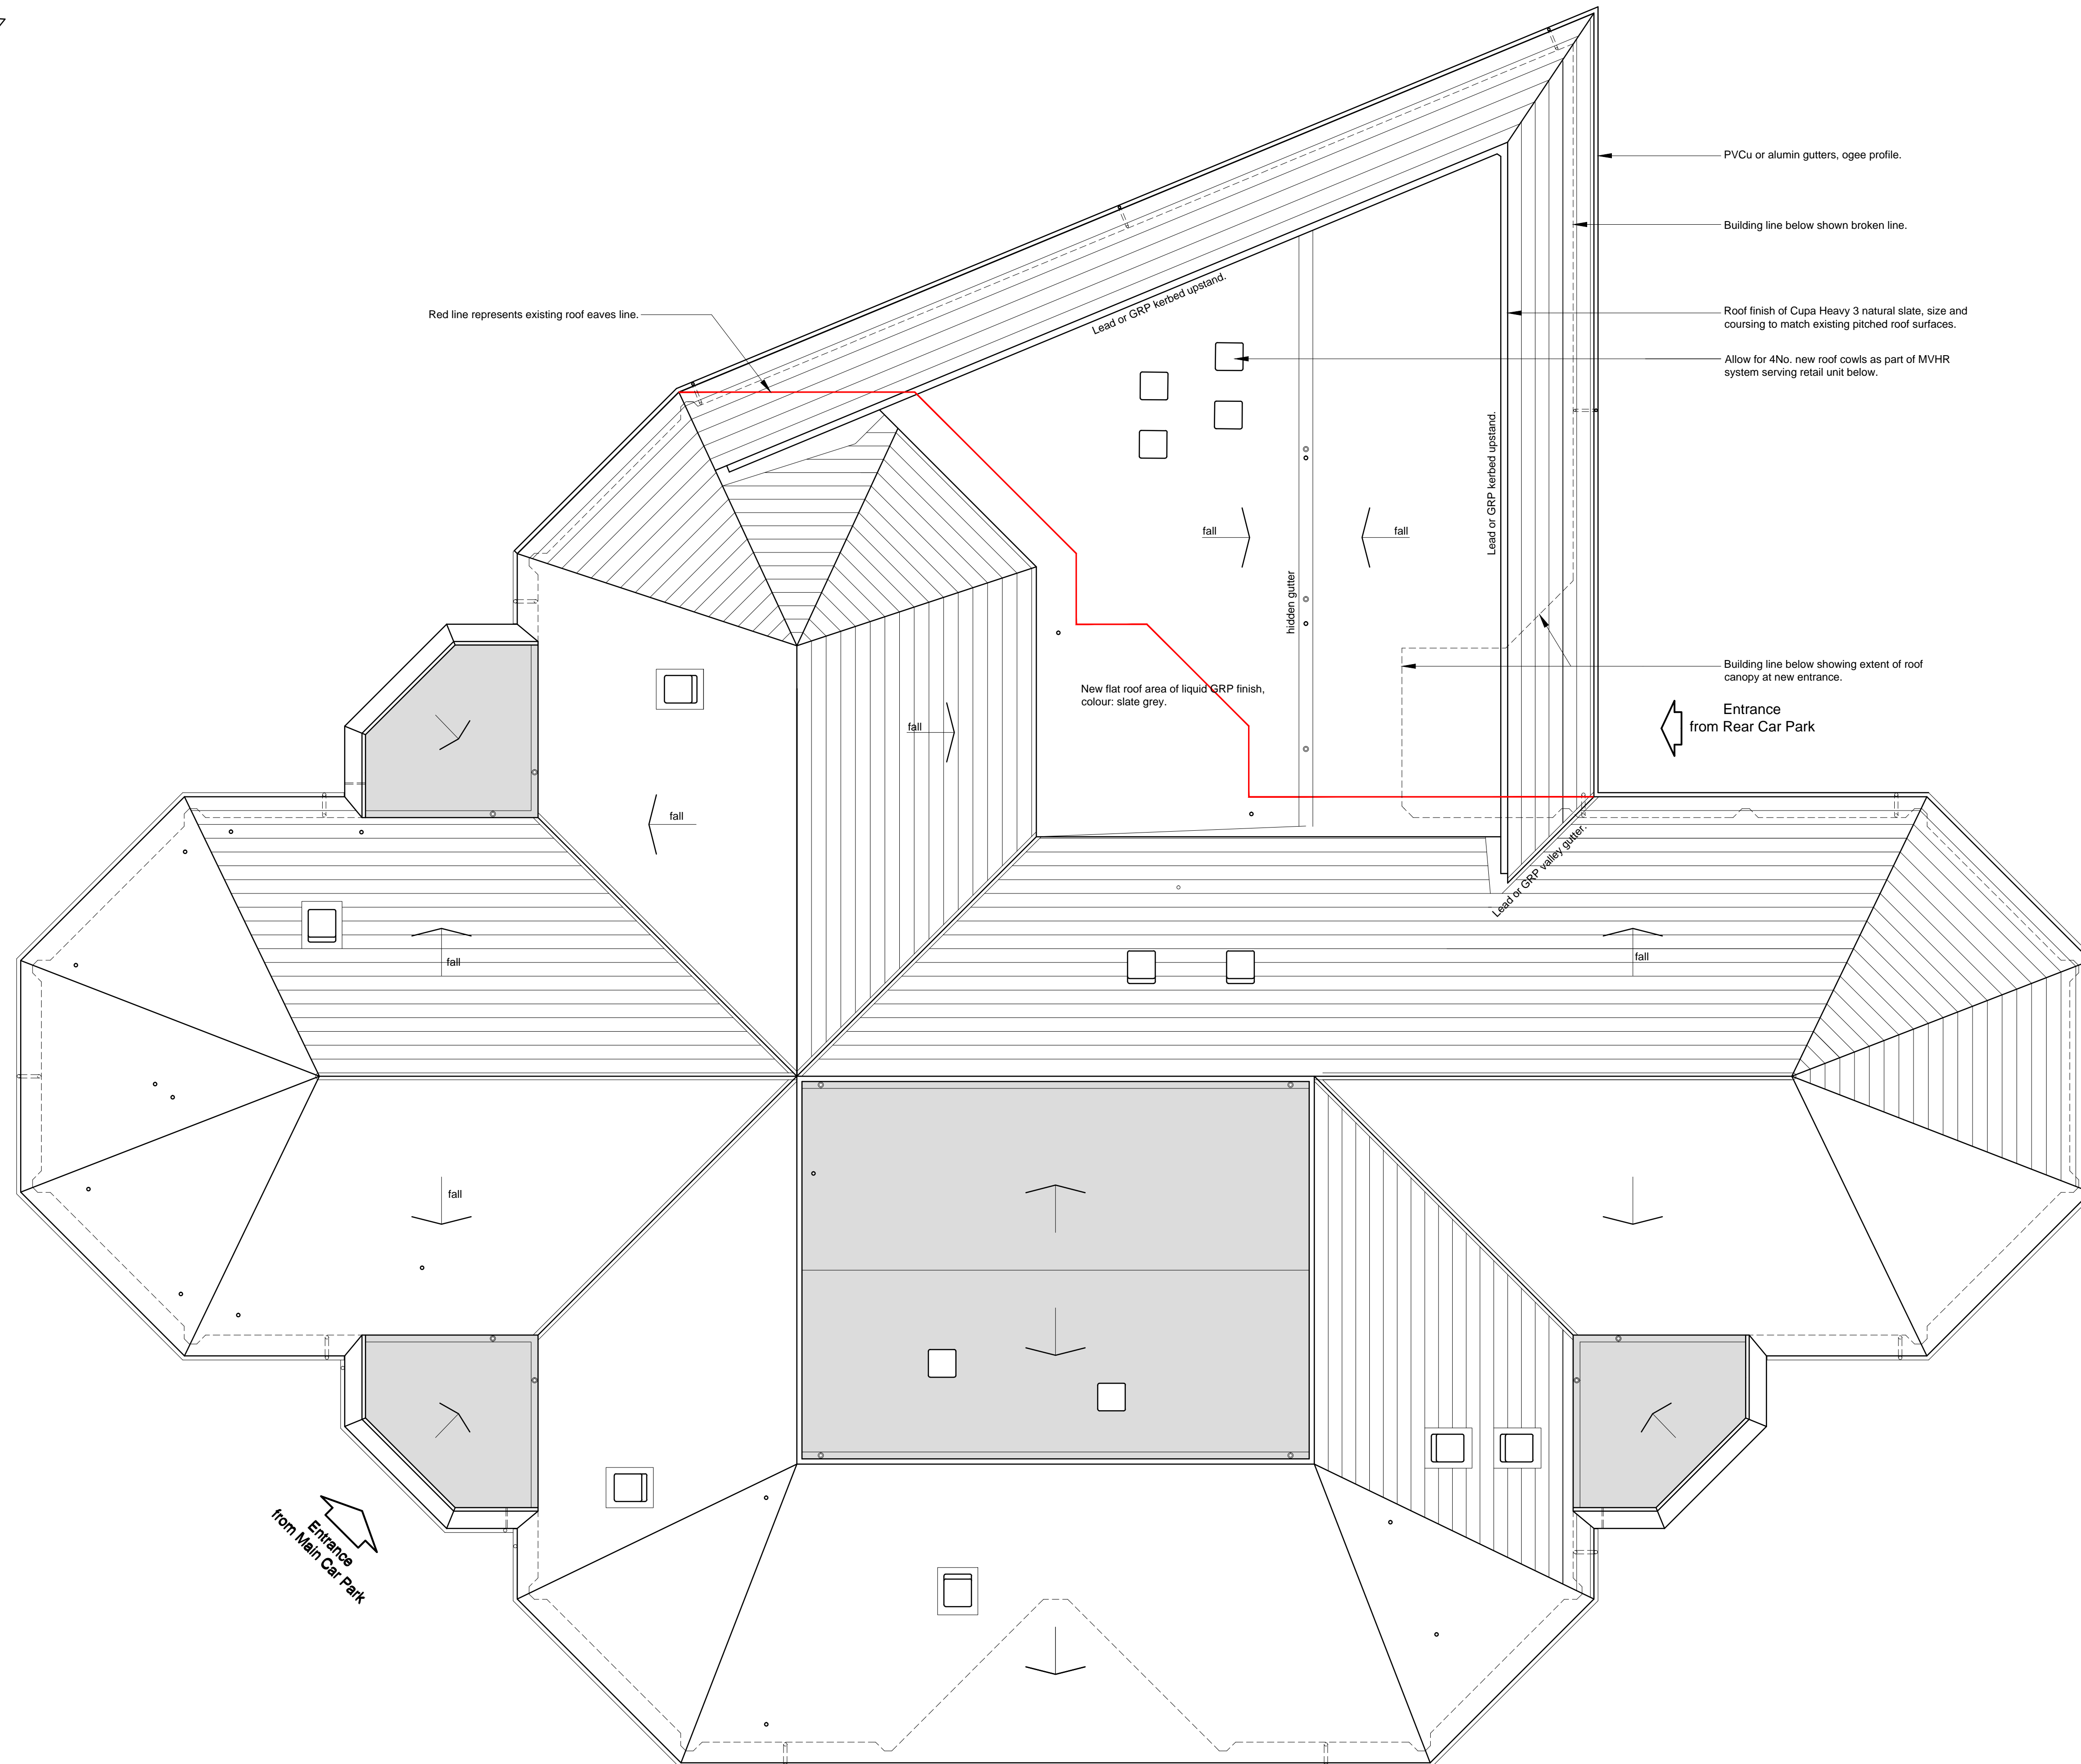 PVCu or alumin gutters, ogee profile.
Building line below shown broken line.
Red line represents existing roof eaves line.
Lead or GRP kerbed upstand.
Roof finish of Cupa Heavy 3 natural slate, size and
coursing to match existing pitched roof surfaces.
Allow for 4No. new roof cowls as part of MVHR
system serving retail unit below.
Lead or GRP kerbed upstand.
fall
fall
hidden gutter
Building line below showing extent of roof
canopy at new entrance.
New flat roof area of liquid GRP finish,
colour: slate grey.
Entrance
from Rear Car Park
fall
fall
Lead or GRP valley gutter.
fall
fall
fall
Entrance
from Main Car Park